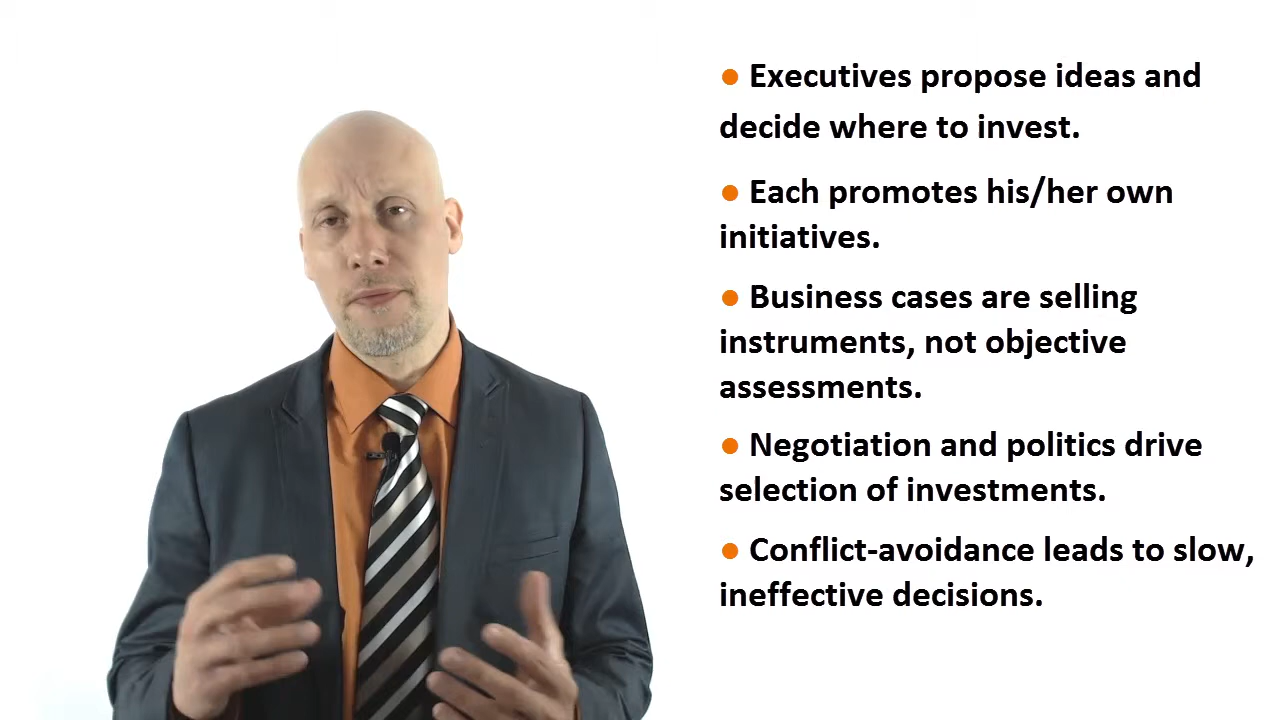 ● Executives propose ideas and
decide where to invest.
● Each promotes his/her own
initiatives.
● Business cases are selling
instruments, not objective
assessments.
● Negotiation and politics drive
selection of investments.
● Conflict-avoidance leads to slow,
ineffective decisions.